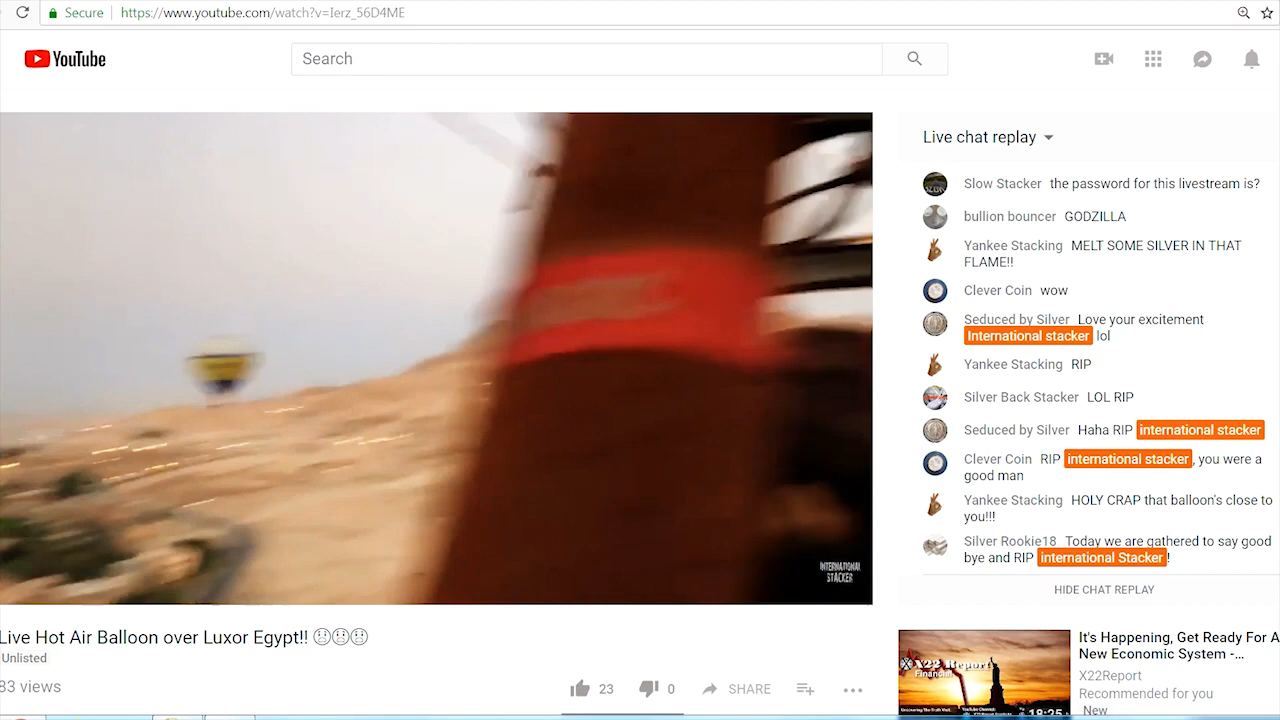 Secure https://www.youtube.com/watch?v=Ierz_56D4ME
YouTube
Search
Live chat replay
Slow Stacker the password for this livestream is?
bullion bouncer GODZILLA
Yankee Stacking MELT SOME SILVER IN THAT
FLAME!!
Clever Coin wow
Seduced by Silver Love your excitement
International stacker lol
Yankee Stacking RIP
Silver Back Stacker LOL RIP
Seduced by Silver Haha RIP international stacker
Clever Coin RIP international stacker, you were a
good man
Yankee Stacking HOLY CRAP that balloon's close to
you!!!
Silver Rookie18 Today we are gathered to say good
bye and RIP international Stacker!
HIDE CHAT REPLAY
INTERNATIONAL
STACKER
Live Hot Air Balloon over Luxor Egypt!!
Unlisted
83 views
23 0 SHARE
X22 Report
Financial
18:25
It's Happening, Get Ready For A
New Economic System -...
X22Report
Recommended for you
New